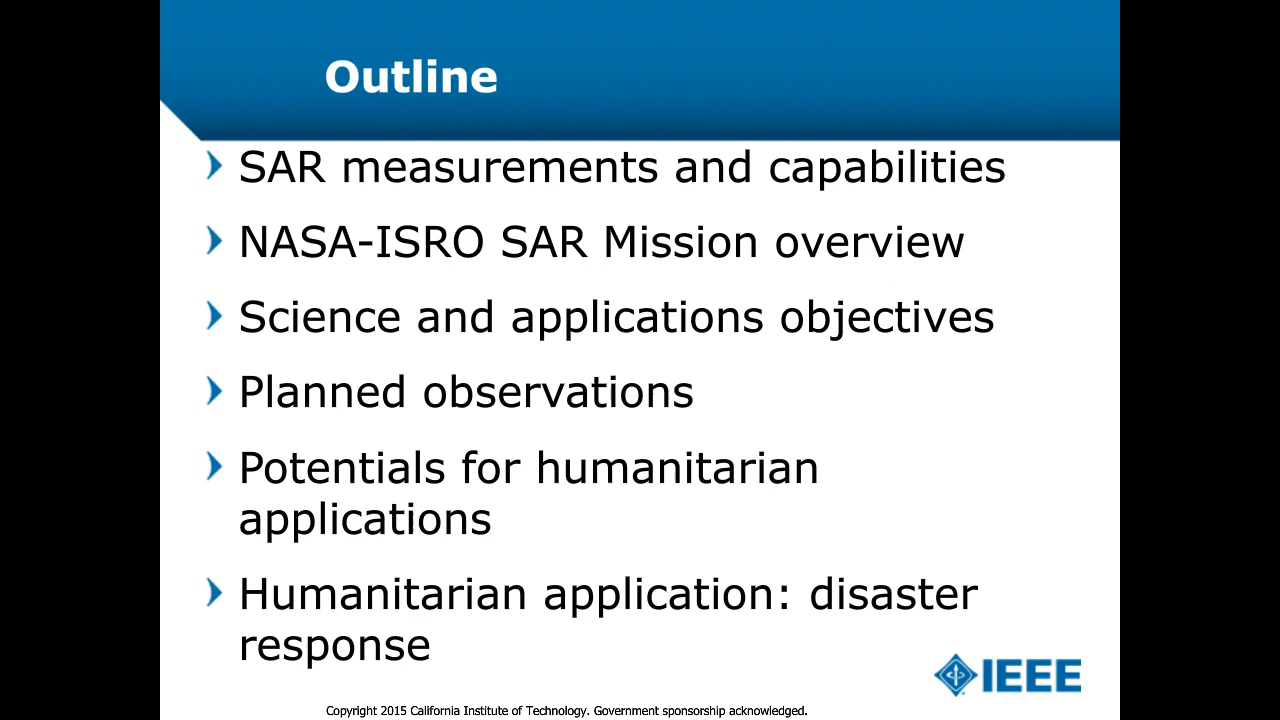 Outline
SAR measurements and capabilities
NASA-ISRO SAR Mission overview
Science and applications objectives
Planned observations
Potentials for humanitarian
applications
Humanitarian application: disaster
response
IEEE
Copyright 2015 California Institute of Technology. Government sponsorship acknowledged.